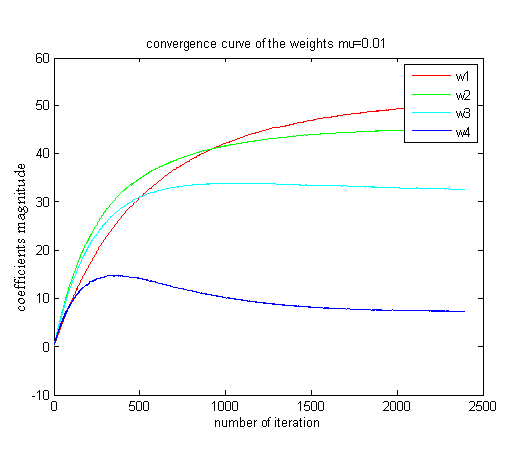 convergence curve of the weights mu=0.01
60
50
40
30
20
10
0
-10
coefficients magnitude
w1
w2
w3
w4
0 500 1000 1500 2000 2500
number of iteration